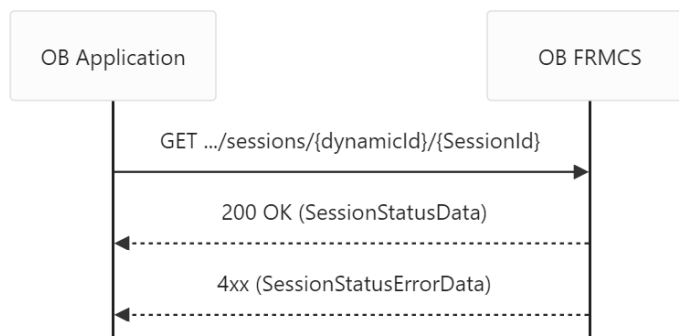 OB Application
OB FRMCS
GET .../sessions/{dynamicId}/{SessionId}
200 OK (SessionStatusData)
4xx (SessionStatusErrorData)